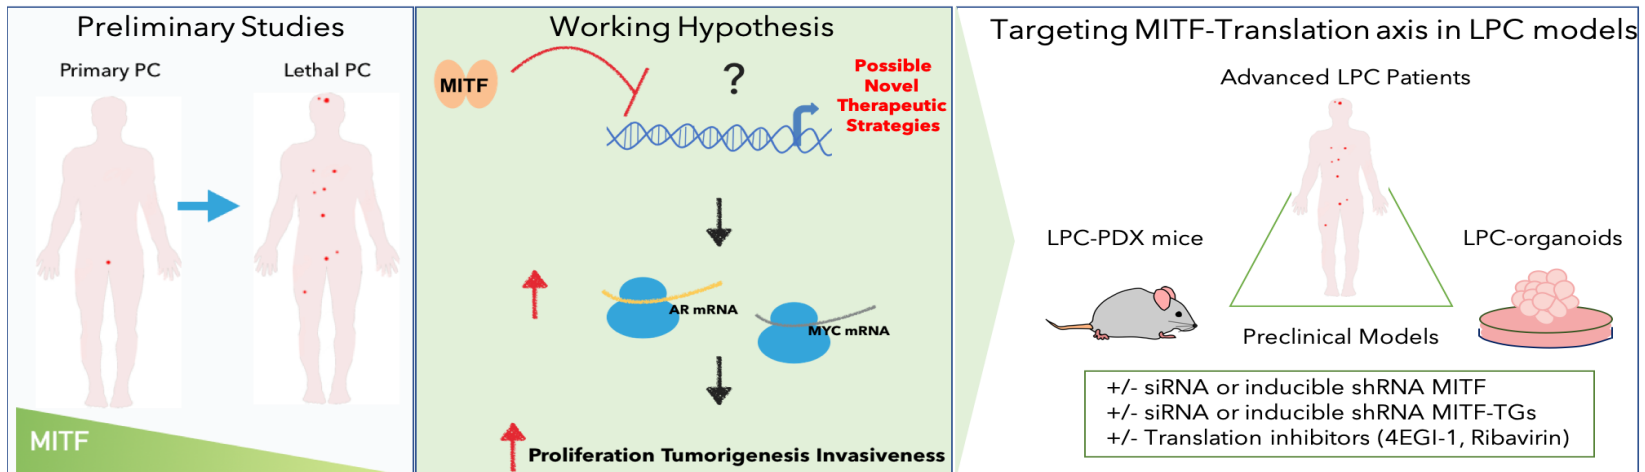 Preliminary Studies
Primary PC
Lethal PC
MITF
Working Hypothesis
MITF
?
Possible
Novel
Therapeutic
Strategies
AR mRNA
MYC mRNA
Proliferation Tumorigenesis Invasiveness
Targeting MITF-Translation axis in LPC models
Advanced LPC Patients
LPC-PDX mice
LPC-organoids
Preclinical Models
+/- siRNA or inducible shRNA MITF
+/- siRNA or inducible shRNA MITF-TGs
+/- Translation inhibitors (4EGI-1, Ribavirin)